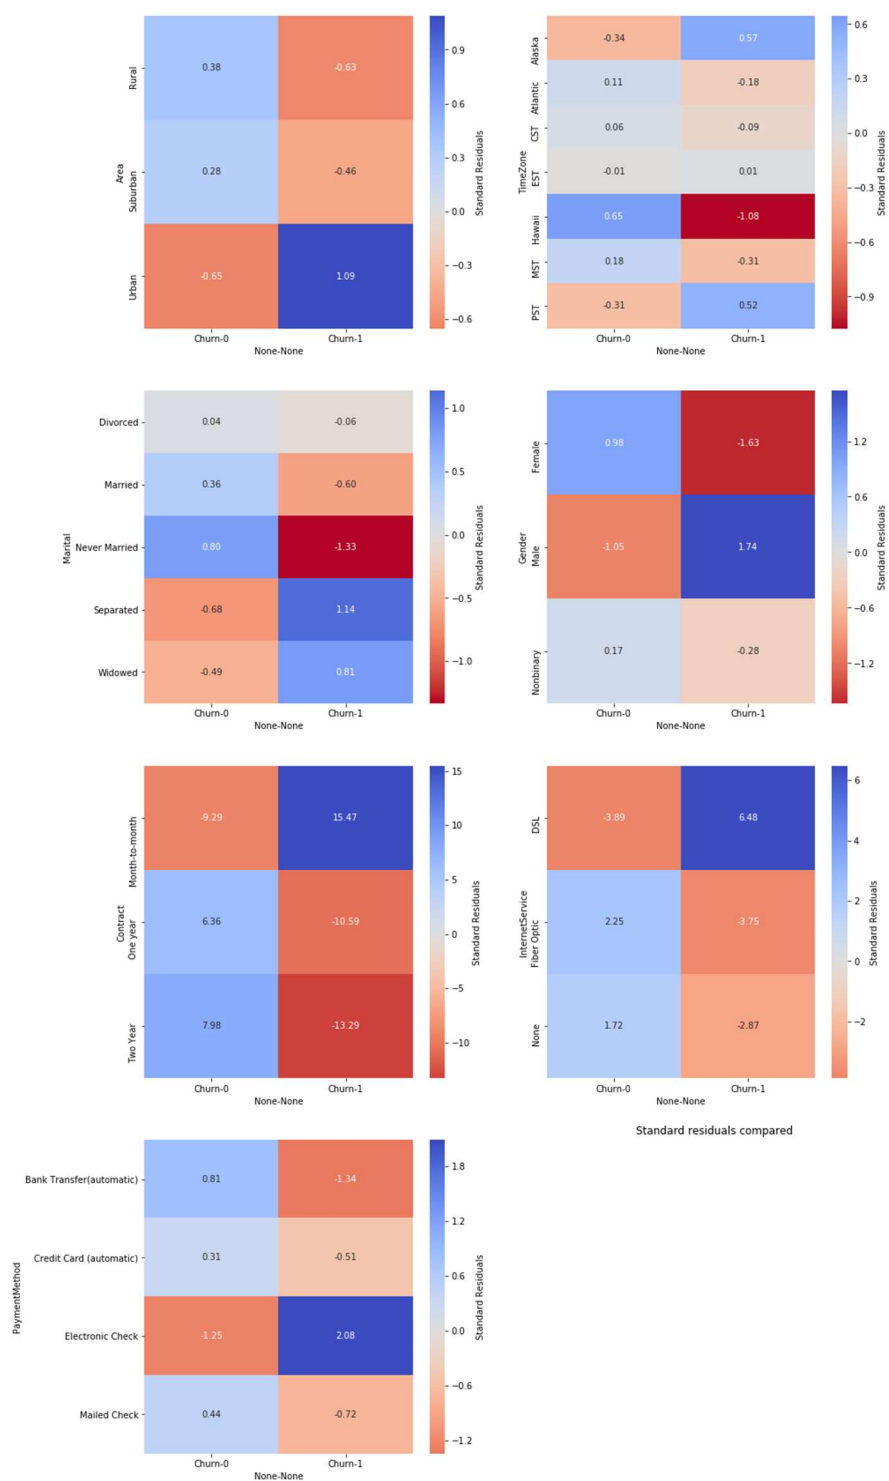 Rural
0.38
-0.63
Area
Suburban
0.28
-0.46
Urban
-0.65
1.09
Churn-0
Churn-1
None-None
0.9
0.6
0.3
0.0
−0.3
−0.6
Standard Residuals
Alaska
-0.34
0.57
Atlantic
0.11
-0.18
CST
0.06
-0.09
TimeZone
EST
-0.01
0.01
Hawaii
0.65
-1.08
MST
0.18
-0.31
PST
-0.31
0.52
Churn-0
Churn-1
None-None
0.6
0.3
0.0
−0.3
−0.6
−0.9
Standard Residuals
Marital
Divorced
0.04
-0.06
Married
0.36
-0.60
Never Married
0.80
-1.33
Separated
-0.68
1.14
Widowed
-0.49
0.81
Churn-0
Churn-1
None-None
1.0
0.5
0.0
−0.5
−1.0
Standard Residuals
Female
0.98
-1.63
Gender
Male
-1.05
1.74
Nonbinary
0.17
-0.28
Churn-0
Churn-1
None-None
1.2
0.6
0.0
−0.6
−1.2
Standard Residuals
Month-to-month
-9.29
15.47
Contract
One year
6.36
-10.59
Two Year
7.98
-13.29
Churn-0
Churn-1
None-None
15
10
5
0
−5
−10
Standard Residuals
DSL
-3.89
6.48
InternetService
Fiber Optic
2.25
-3.75
None
1.72
-2.87
Churn-0
Churn-1
None-None
6
4
2
0
−2
Standard Residuals
Standard residuals compared
PaymentMethod
Bank Transfer(automatic)
0.81
-1.34
Credit Card (automatic)
0.31
-0.51
Electronic Check
-1.25
2.08
Mailed Check
0.44
-0.72
Churn-0
Churn-1
None-None
1.8
1.2
0.6
0.0
−0.6
−1.2
Standard Residuals